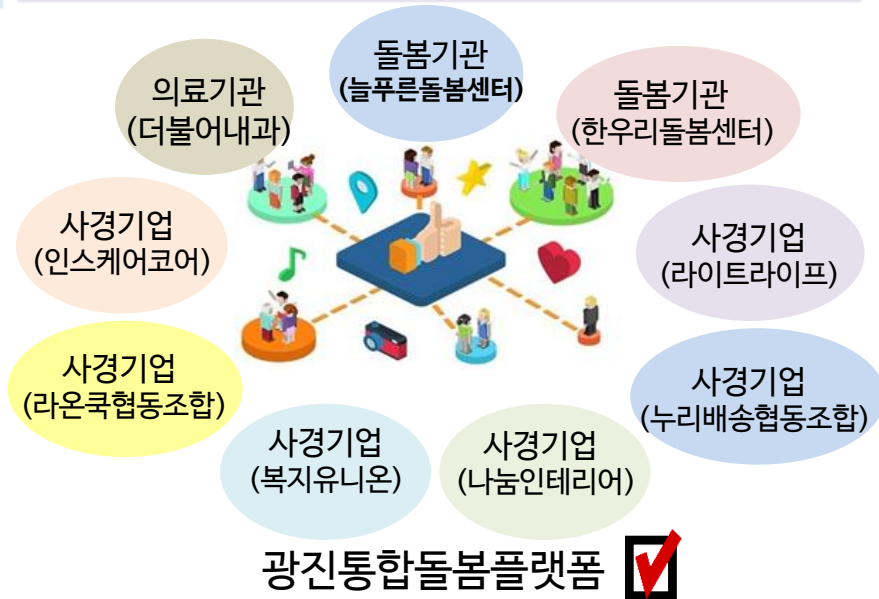 돌봄기관
(늘푸른돌봄센터)
의료기관
(더불어내과)
돌봄기관
(한우리돌봄센터)
사경기업
(인스케어코어)
사경기업
(라이트라이프)
사경기업
(라온쿡협동조합)
사경기업
(누리배송협동조합)
사경기업
(복지유니온)
사경기업
(나눔인테리어)
광진통합돌봄플랫폼